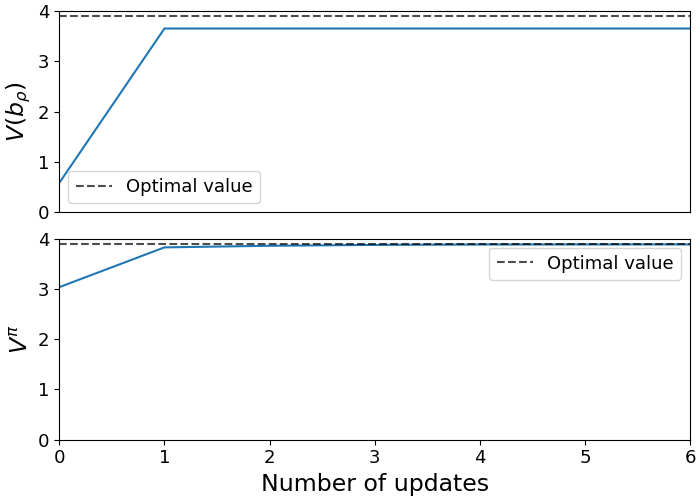 4
3
2
1
0
V(b_ρ)
Optimal value
4
3
2
1
0
V^π
Optimal value
0 1 2 3 4 5 6
Number of updates